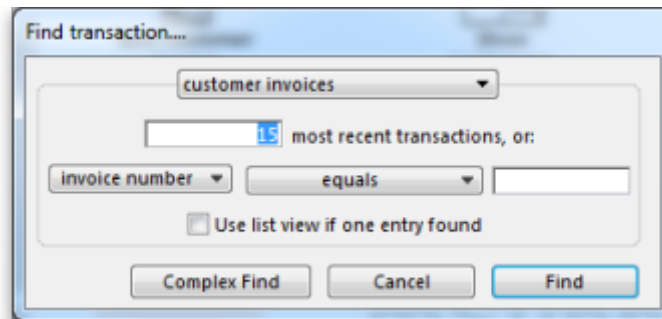 Find transaction....
customer invoices
15 most recent transactions, or:
invoice number equals
Use list view if one entry found
Complex Find Cancel Find